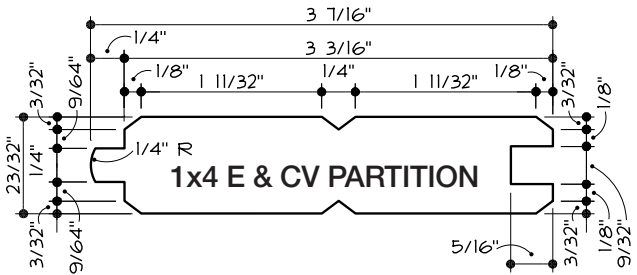 3 7/16"
1/4"
3 3/16"
1/8" 1 11/32" 1/4" 1 11/32" 1/8"
3/32" 9/64" 3/32" 1/8"
23/32" 1/4" 1/4" R
1x4 E & CV PARTITION
3/32" 9/64" 5/16" 3/32" 1/8" 9/32"